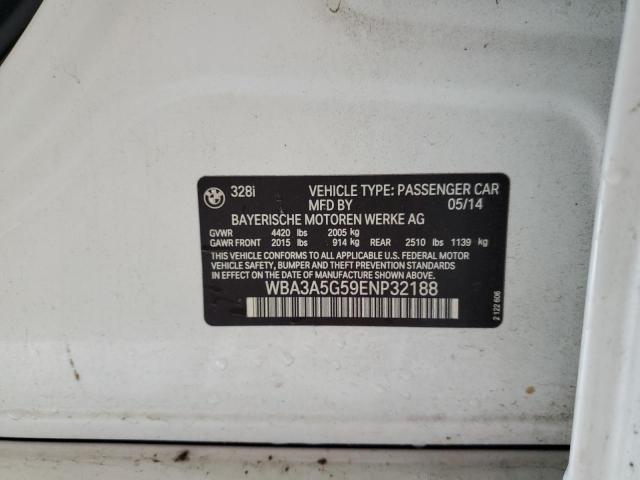 328i VEHICLE TYPE: PASSENGER CAR
MFD BY 05/14
BAYERISCHE MOTOREN WERKE AG
GVWR 4420 lbs 2005 kg
GAWR FRONT 2015 lbs 914 kg REAR 2510 lbs 1139 kg
THIS VEHICLE CONFORMS TO ALL APPLICABLE U.S. FEDERAL MOTOR
VEHICLE SAFETY, BUMPER, AND THEFT PREVENTION STANDARDS
IN EFFECT ON THE DATE OF MANUFACTURE SHOWN ABOVE.
WBA3A5G59ENP32188
2 122 606